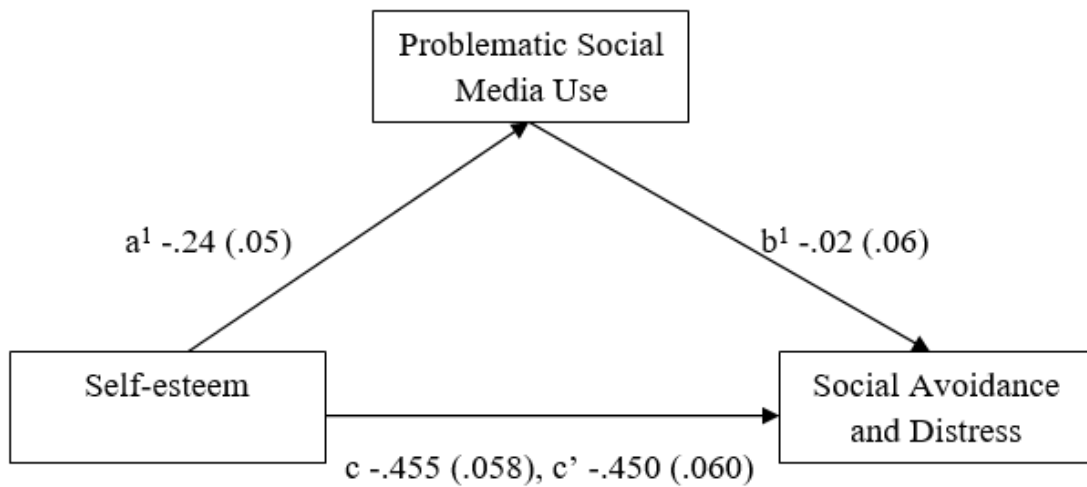 Problematic Social
Media Use
a¹ -.24 (.05)
b¹ -.02 (.06)
Self-esteem
Social Avoidance
and Distress
c -.455 (.058), c’ -.450 (.060)